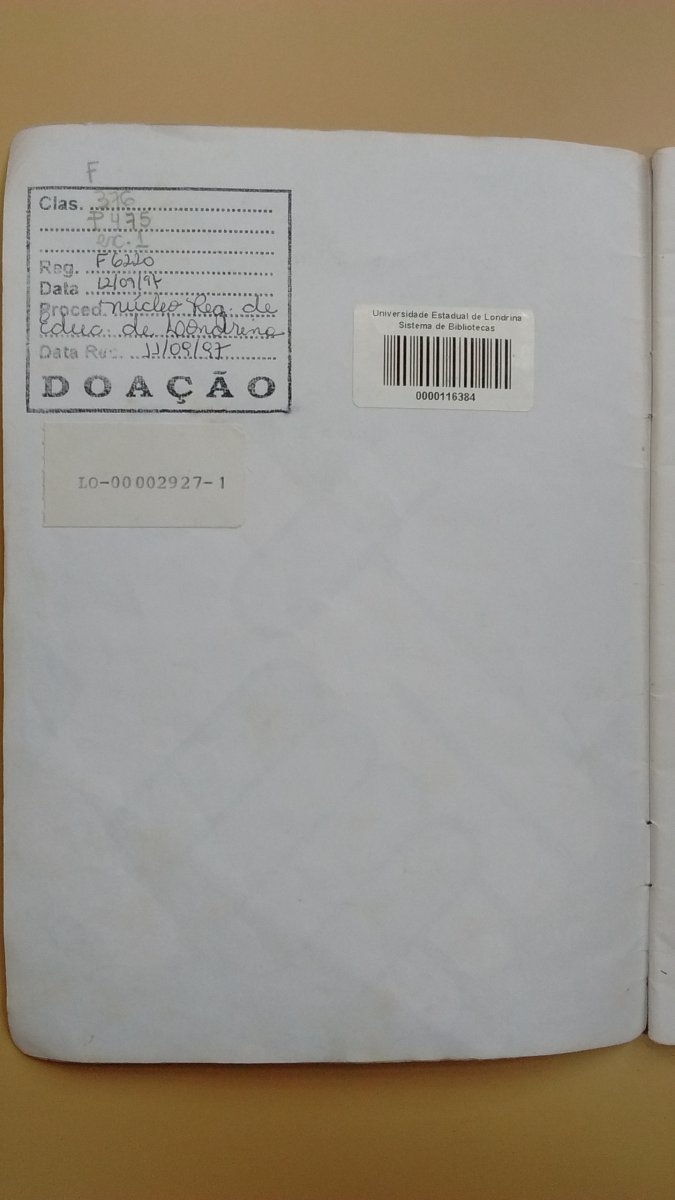 F
Clas. 376
P475
ex. 1
Reg. F6220
Data 12/09/97
Proced. Núcleo Reg. de
Educ. de Londrina
Data Rec. 11/09/97
DOAÇÃO
LO-00002927-1
Universidade Estadual de Londrina
Sistema de Bibliotecas
0000116384